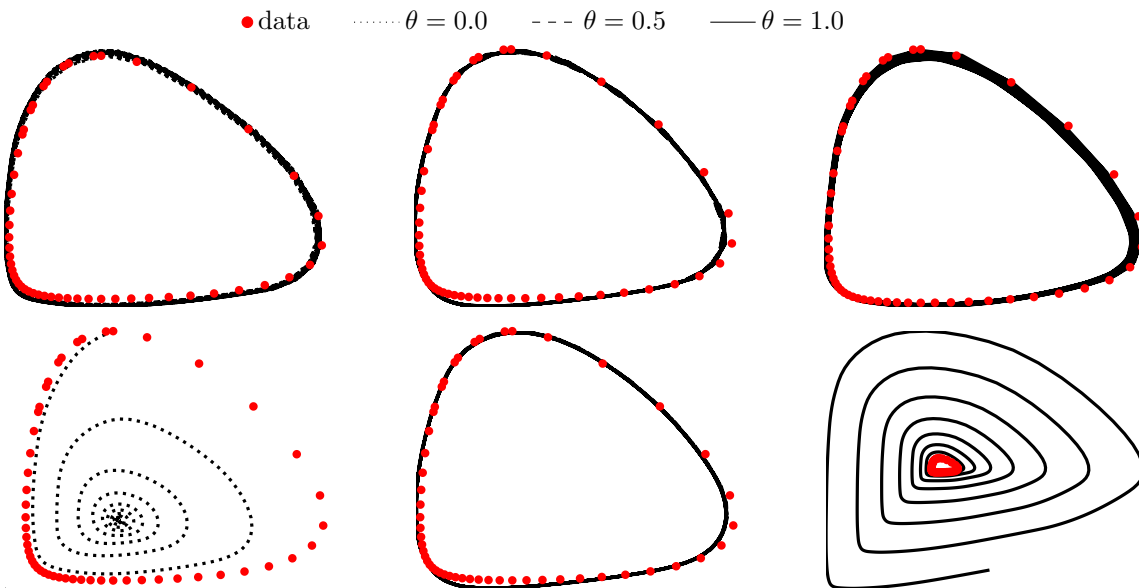 data θ = 0.0 θ = 0.5 θ = 1.0